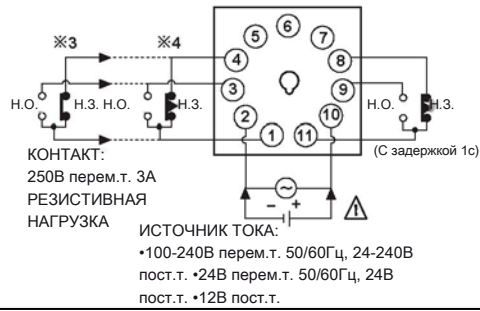 ※3 ※4
5 6 7
4 8
3 9
Н.О. Н.З. Н.О. Н.З. Н.О. Н.З.
2 10
1 11
(С задержкой 1с)
КОНТАКТ:
250В перем.т. 3А
РЕЗИСТИВНАЯ
НАГРУЗКА
− +
ИСТОЧНИК ТОКА:
•100-240В перем.т. 50/60Гц, 24-240В
пост.т. •24В перем.т. 50/60Гц, 24В
пост.т. •12В пост.т.